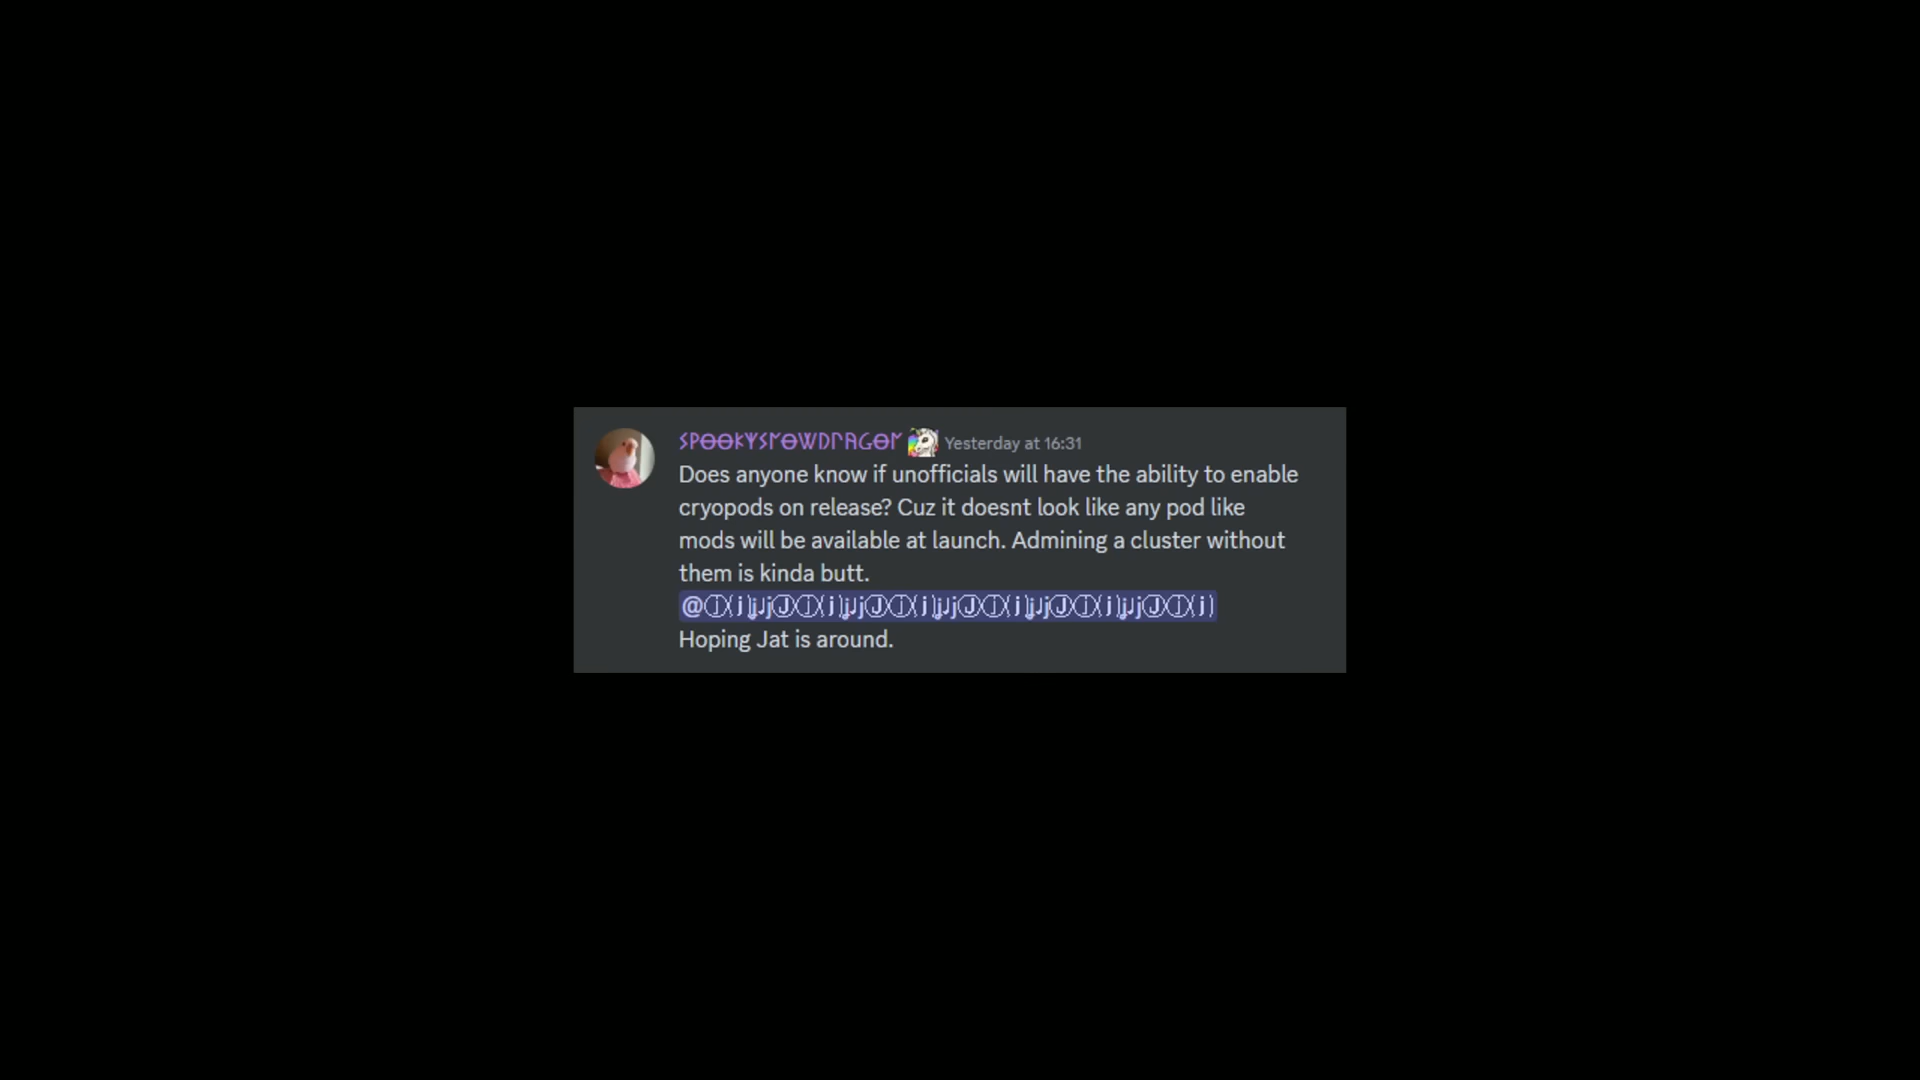 SPOOKYSNOWDRAGON Yesterday at 16:31
Does anyone know if unofficials will have the ability to enable
cryopods on release? Cuz it doesnt look like any pod like
mods will be available at launch. Admining a cluster without
them is kinda butt.
Hoping Jat is around.